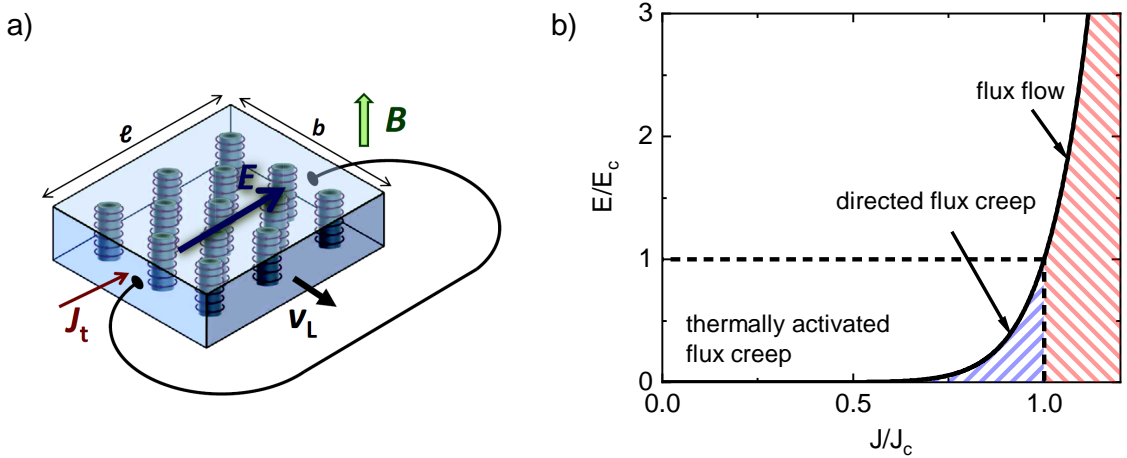 a)
ℓ
b
B
E
J_t
v_L
b)
E/E_c
3
2
1
0
flux flow
directed flux creep
thermally activated
flux creep
0.0
0.5
1.0
J/J_c